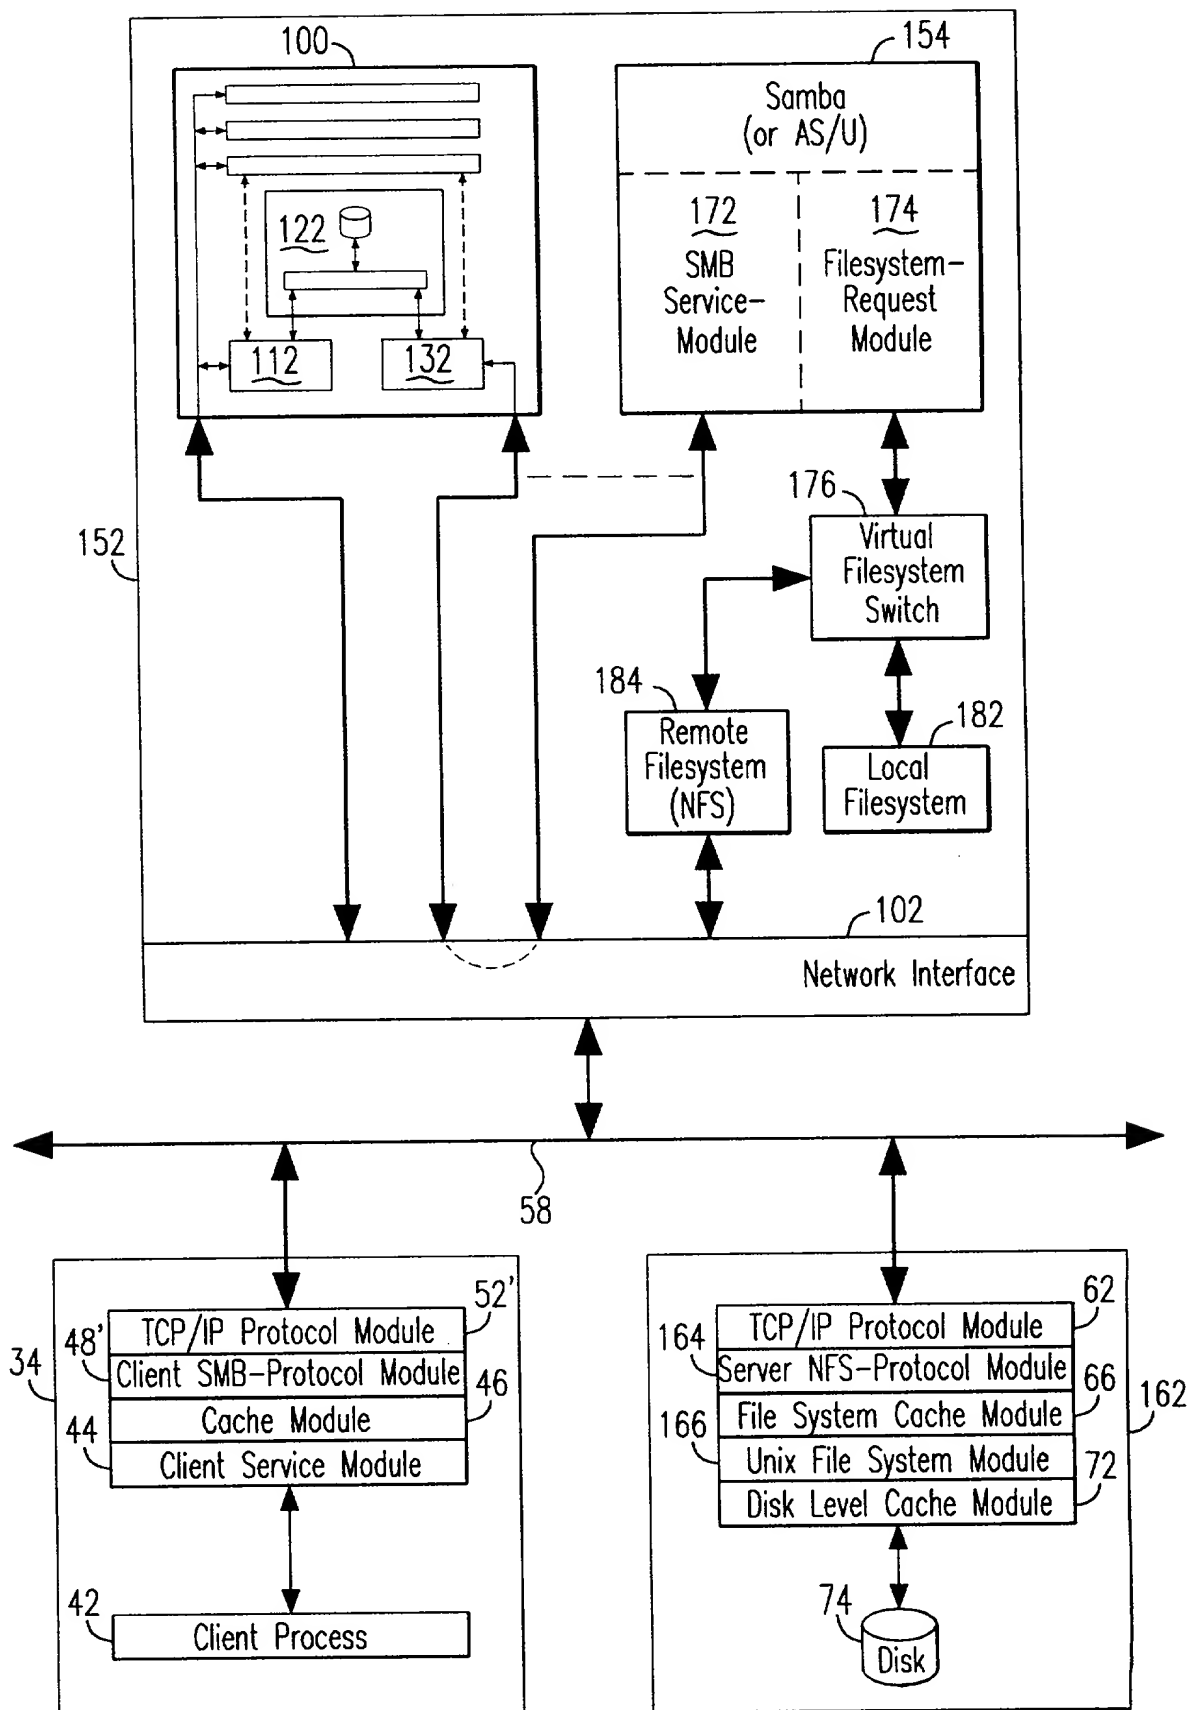 100
154
Samba
(or AS/U)
122
172
SMB
Service-
Module
174
Filesystem-
Request
Module
112
132
176
152
Virtual
Filesystem
Switch
184
Remote
Filesystem
(NFS)
182
Local
Filesystem
102
Network Interface
58
34
52'
TCP/IP Protocol Module
48'
Client SMB-Protocol Module
46
Cache Module
44
Client Service Module
42
Client Process
62
TCP/IP Protocol Module
164
Server NFS-Protocol Module
66
File System Cache Module
162
166
Unix File System Module
72
Disk Level Cache Module
74
Disk